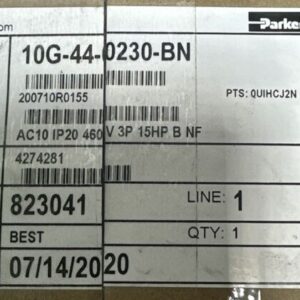 om
Parker
10G-44-0230-BN
200710R0155
PTS: QUIHCJ2N
AC10 IP20 460V 3P 15HP B NF
4274281
823041
LINE: 1
BEST
QTY: 1
07/14/2020